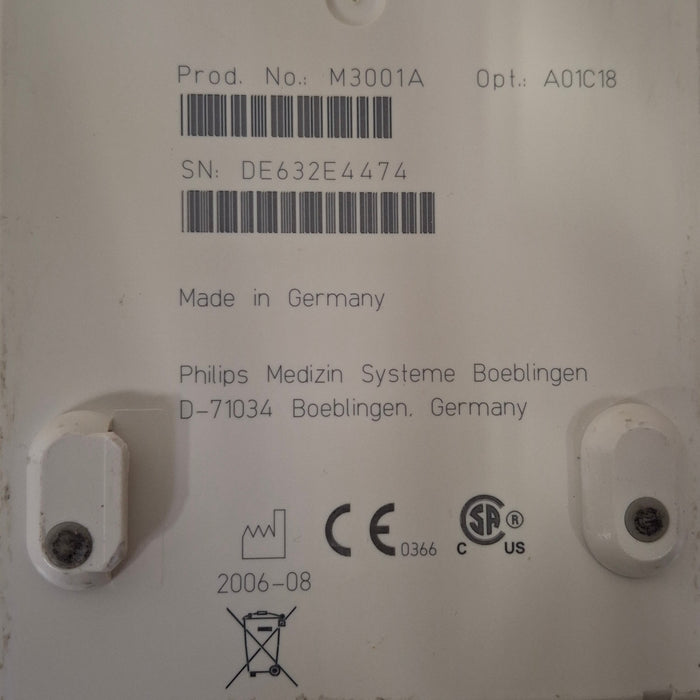 Prod. No.: M3001A Opt.: A01C18
SN: DE632E4474
Made in Germany
Philips Medizin Systeme Boeblingen
D-71034 Boeblingen, Germany
CE 0366
SA ®
C US
2006-08